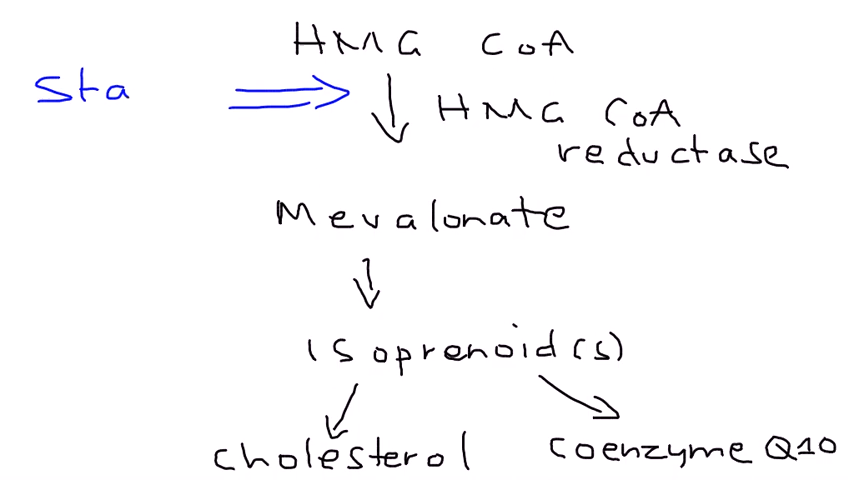 HMG CoA
Sta
HMG CoA
reductase
Mevalonate
Isoprenoid(s)
Cholesterol
Coenzyme Q10